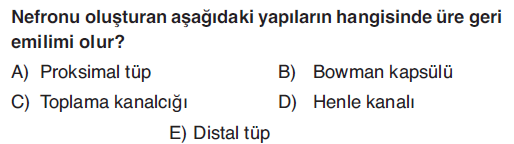 Nefronu oluşturan aşağıdaki yapıların hangisinde üre geri
emilimi olur?
A) Proksimal tüp B) Bowman kapsülü
C) Toplama kanalcığı D) Henle kanalı
E) Distal tüp